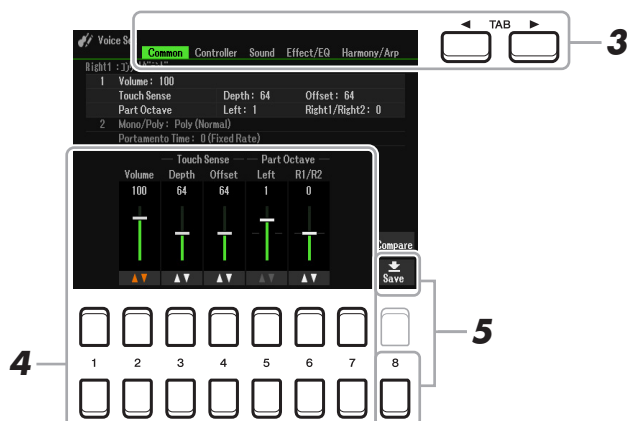 ◄ TAB ►
3
Voice Se
Common Controller Sound Effect/EQ Harmony/Arp
Right1 :
1 Volume: 100
Touch Sense Depth: 64 Offset: 64
Part Octave Left: 1 Right1/Right2: 0
2 Mono/Poly: Poly (Normal)
Portamento Time: 0 (Fixed Rate)
Touch Sense Part Octave
Volume Depth Offset Left R1/R2
100 64 64 1 0
Compare
Save
5
1 2 3 4 5 6 7 8
4